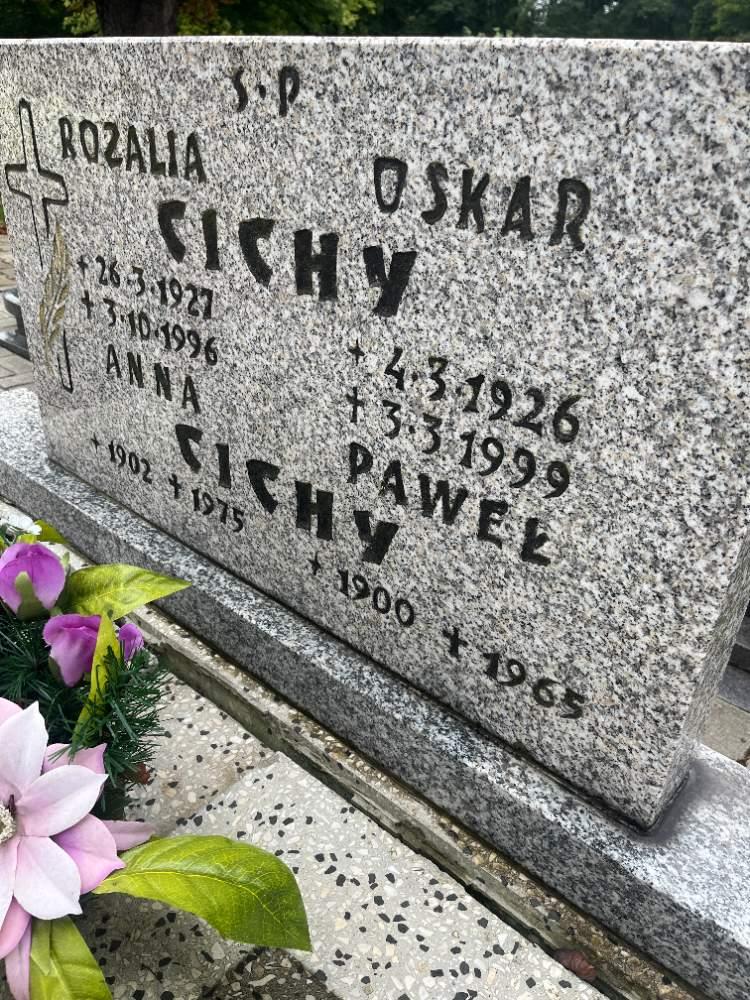 S·P
ROZALIA OSKAR
CICHY
+ 26·3·1927 + 4·3·1926
† 3·10·1996 † 3·3·1999
ANNA PAWEŁ
CICHY
+ 1902 † 1975 + 1900 † 1965